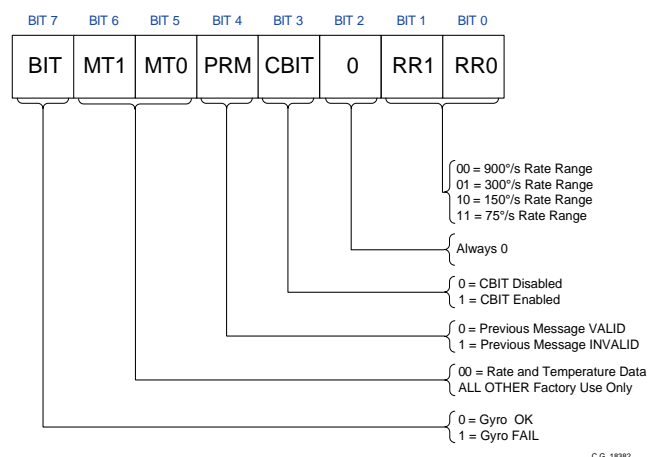 BIT 7 BIT 6 BIT 5 BIT 4 BIT 3 BIT 2 BIT 1 BIT 0
BIT MT1 MT0 PRM CBIT 0 RR1 RR0
00 = 900°/s Rate Range
01 = 300°/s Rate Range
10 = 150°/s Rate Range
11 = 75°/s Rate Range
Always 0
0 = CBIT Disabled
1 = CBIT Enabled
0 = Previous Message VALID
1 = Previous Message INVALID
00 = Rate and Temperature Data
ALL OTHER Factory Use Only
0 = Gyro OK
1 = Gyro FAIL
C.G. 18382